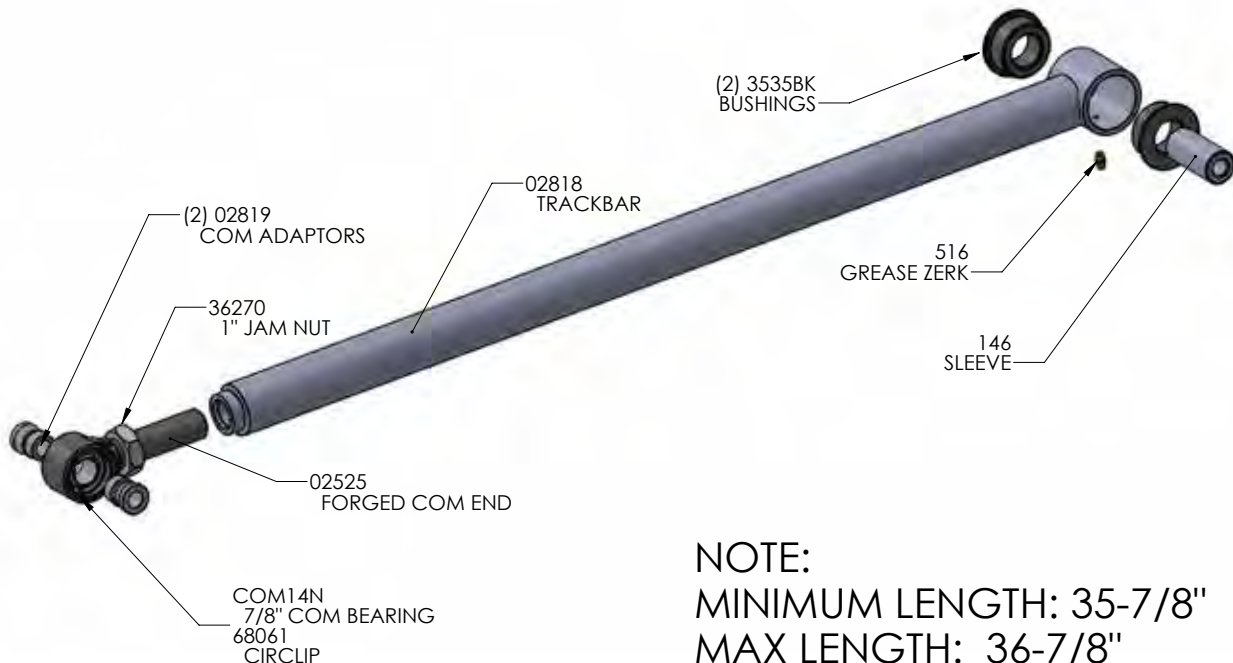 (2) 3535BK
BUSHINGS
02818
TRACKBAR
(2) 02819
COM ADAPTORS
516
GREASE ZERK
36270
1" JAM NUT
146
SLEEVE
02525
FORGED COM END
COM14N
7/8" COM BEARING
68061
CIRCLIP
NOTE:
MINIMUM LENGTH: 35-7/8"
MAX LENGTH: 36-7/8"